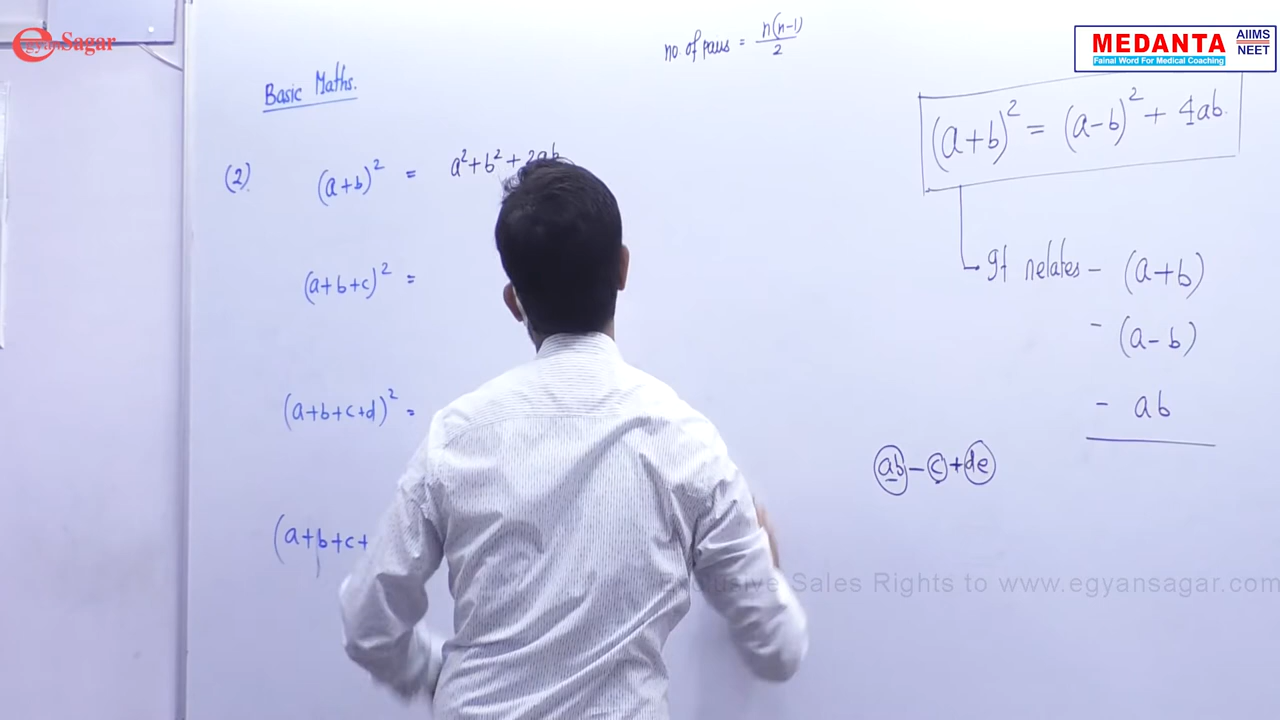 egyanSagar
no. of pairs = n(n-1)/2
MEDANTA AIIMS NEET
Fainal Word For Medical Coaching
Basic Maths.
(a+b)² = (a-b)² + 4ab.
(2) (a+b)² = a²+b²+2ab
It relates - (a+b)
(a+b+c)² =
- (a-b)
(a+b+c+d)² =
- ab
ab - c + de
(a+b+c+
Sales Rights to www.egyansagar.com